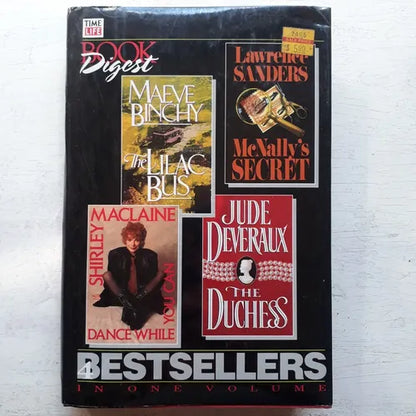 TIME
LIFE
BOOK
Digest
MAEVE
BINCHY
The
LILAC
BUS
Lawrence
SANDERS
McNally's
SECRET
SHIRLEY
MACLAINE
DANCE WHILE
YOU CAN
JUDE
DEVERAUX
THE
DUCHESS
4 BESTSELLERS
IN ONE VOLUME